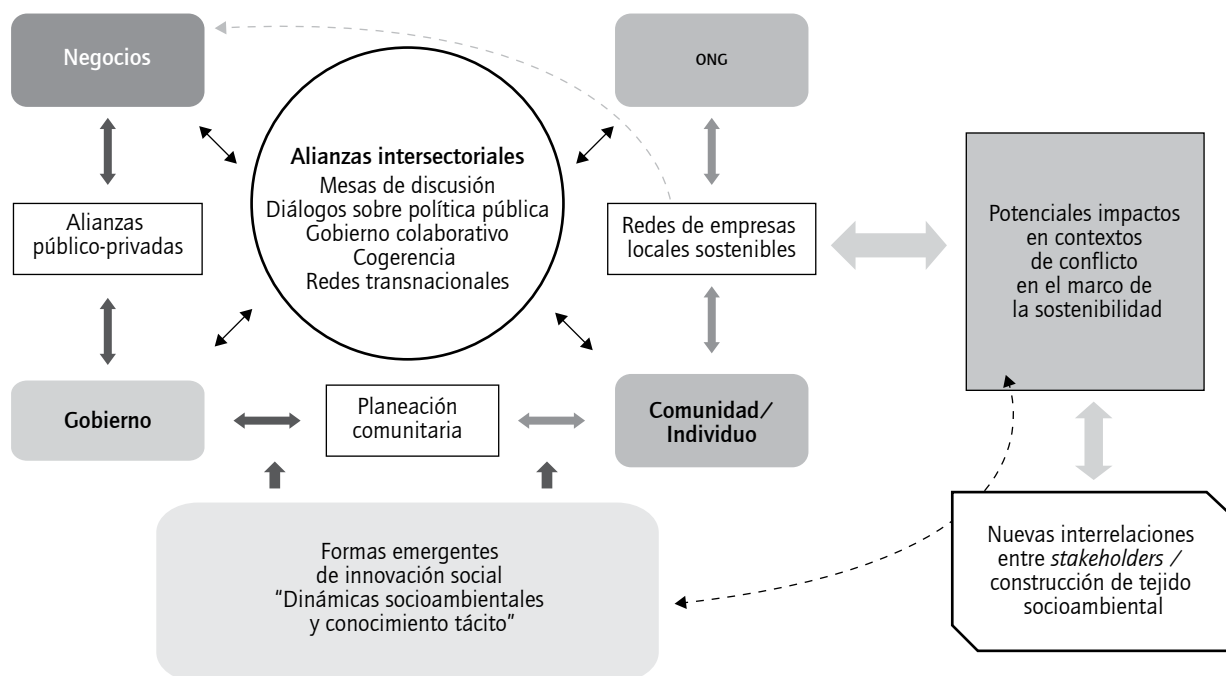 Negocios
ONG
Alianzas intersectoriales
Mesas de discusión
Diálogos sobre política pública
Gobierno colaborativo
Cogerencia
Redes transnacionales
Alianzas
público-privadas
Redes de empresas
locales sostenibles
Potenciales impactos
en contextos
de conflicto
en el marco de
la sostenibilidad
Gobierno
Planeación
comunitaria
Comunidad/
Individuo
Formas emergentes
de innovación social
“Dinámicas socioambientales
y conocimiento tácito”
Nuevas interrelaciones
entre stakeholders /
construcción de tejido
socioambiental